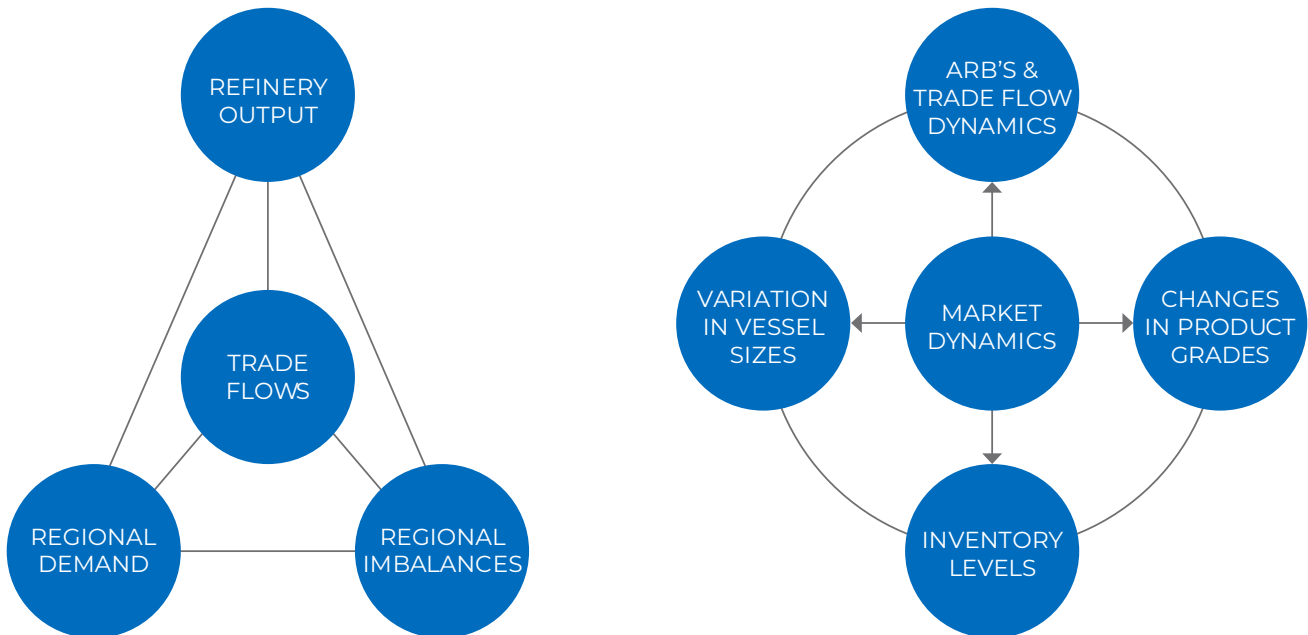 REFINERY
OUTPUT
TRADE
FLOWS
REGIONAL
DEMAND
REGIONAL
IMBALANCES
ARB'S &
TRADE FLOW
DYNAMICS
VARIATION
IN VESSEL
SIZES
MARKET
DYNAMICS
CHANGES
IN PRODUCT
GRADES
INVENTORY
LEVELS